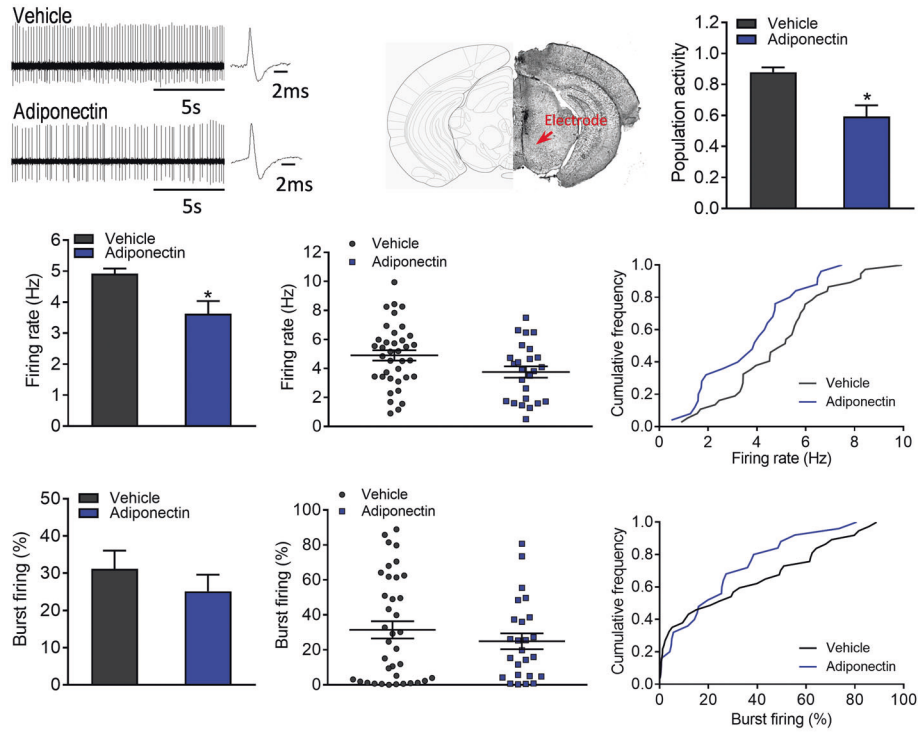 Vehicle
5s
2ms
Adiponectin
5s
2ms
Electrode
Population activity
1.2
1.0
0.8
0.6
0.4
0.2
0.0
Vehicle
Adiponectin
*
Firing rate (Hz)
6
5
4
3
2
1
0
Vehicle
Adiponectin
*
Firing rate (Hz)
12
10
8
6
4
2
0
Vehicle
Adiponectin
Cumulative frequency
1.0
0.8
0.6
0.4
0.2
0.0
Vehicle
Adiponectin
0 2 4 6 8 10
Firing rate (Hz)
Burst firing (%)
50
40
30
20
10
0
Vehicle
Adiponectin
Burst firing (%)
100
80
60
40
20
0
Vehicle
Adiponectin
Cumulative frequency
1.0
0.8
0.6
0.4
0.2
0.0
Vehicle
Adiponectin
0 20 40 60 80 100
Burst firing (%)